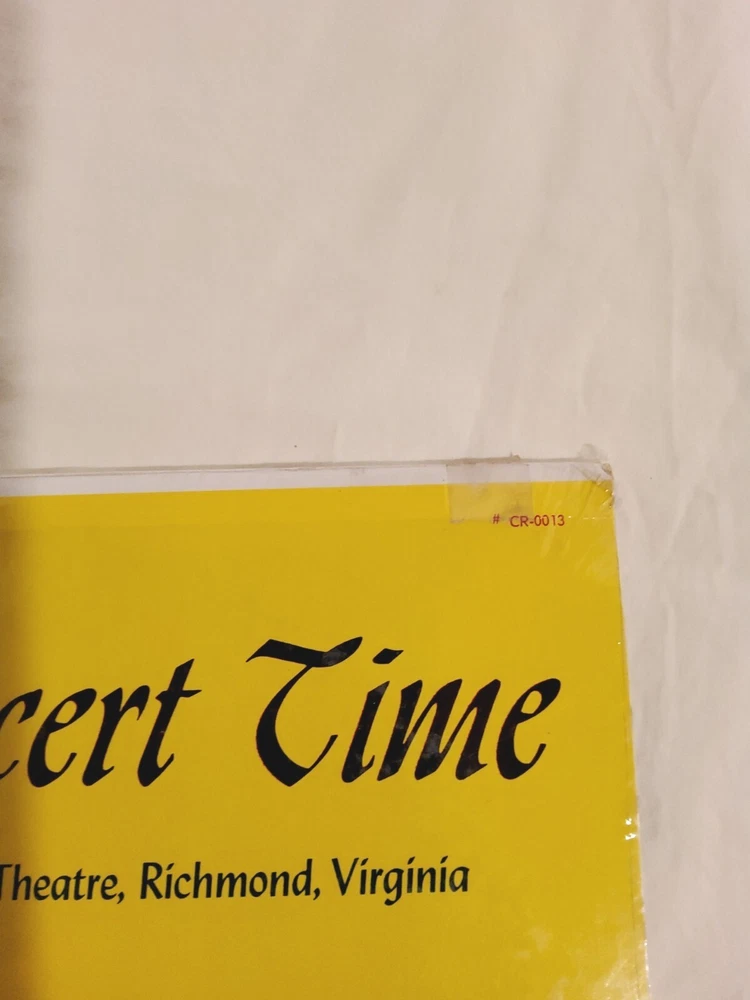 # CR-0013
cert Time
Theatre, Richmond, Virginia